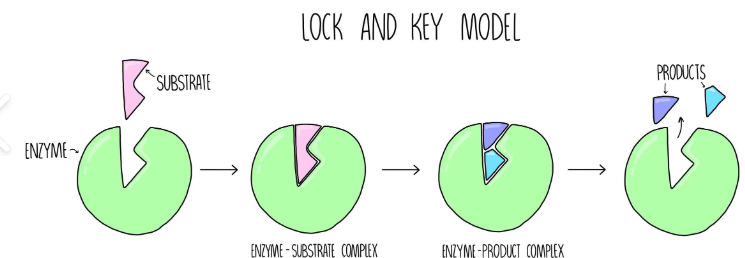 LOCK AND KEY MODEL
SUBSTRATE
PRODUCTS
ENZYME
ENZYME-SUBSTRATE COMPLEX
ENZYME-PRODUCT COMPLEX